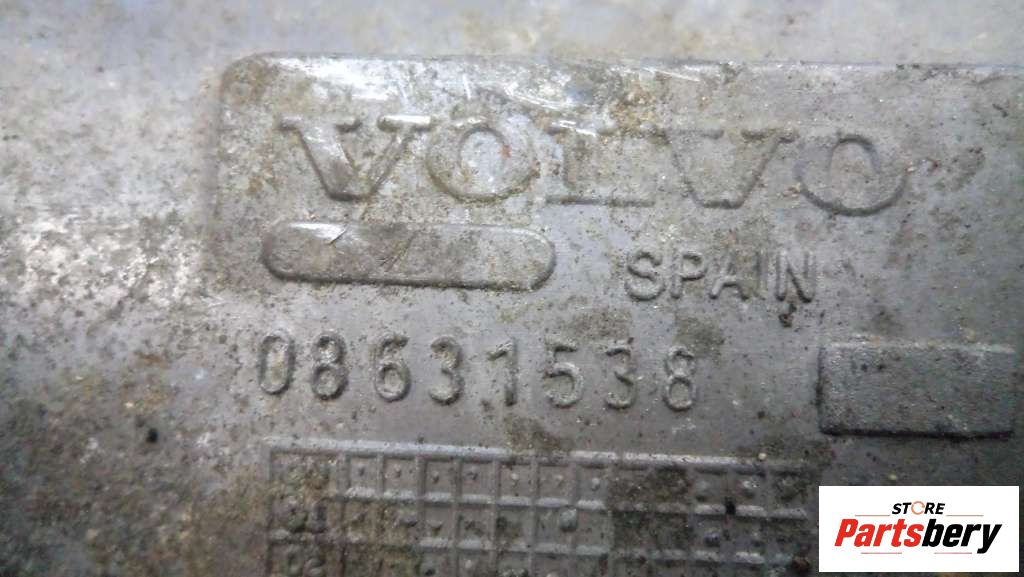 VOLVO
SPAIN
08631538
STORE
Partsbery